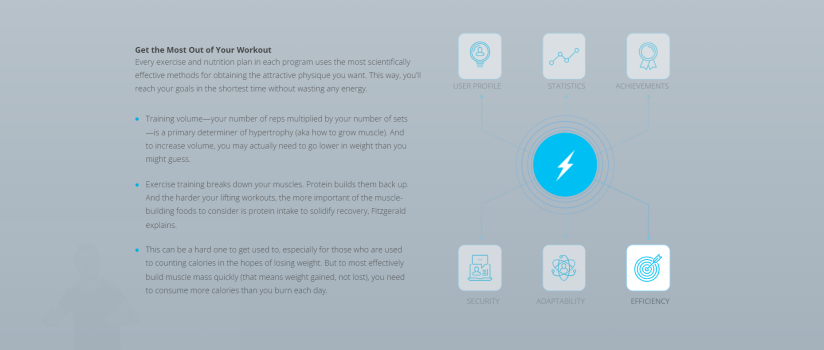 Get the Most Out of Your Workout
Every exercise and nutrition plan in each program uses the most scientifically
effective methods for obtaining the attractive physique you want. This way, you'll
reach your goals in the shortest time without wasting any energy.
Training volume—your number of reps multiplied by your number of sets
—is a primary determiner of hypertrophy (aka how to grow muscle). And
to increase volume, you may actually need to go lower in weight than you
might guess.
Exercise training breaks down your muscles. Protein builds them back up.
And the harder your lifting workouts, the more important of the muscle-
building foods to consider is protein intake to solidify recovery, Fitzgerald
explains.
This can be a hard one to get used to, especially for those who are used
to counting calories in the hopes of losing weight. But to most effectively
build muscle mass quickly (that means weight gained, not lost), you need
to consume more calories than you burn each day.
USER PROFILE
STATISTICS
ACHIEVEMENTS
SECURITY
ADAPTABILITY
EFFICIENCY